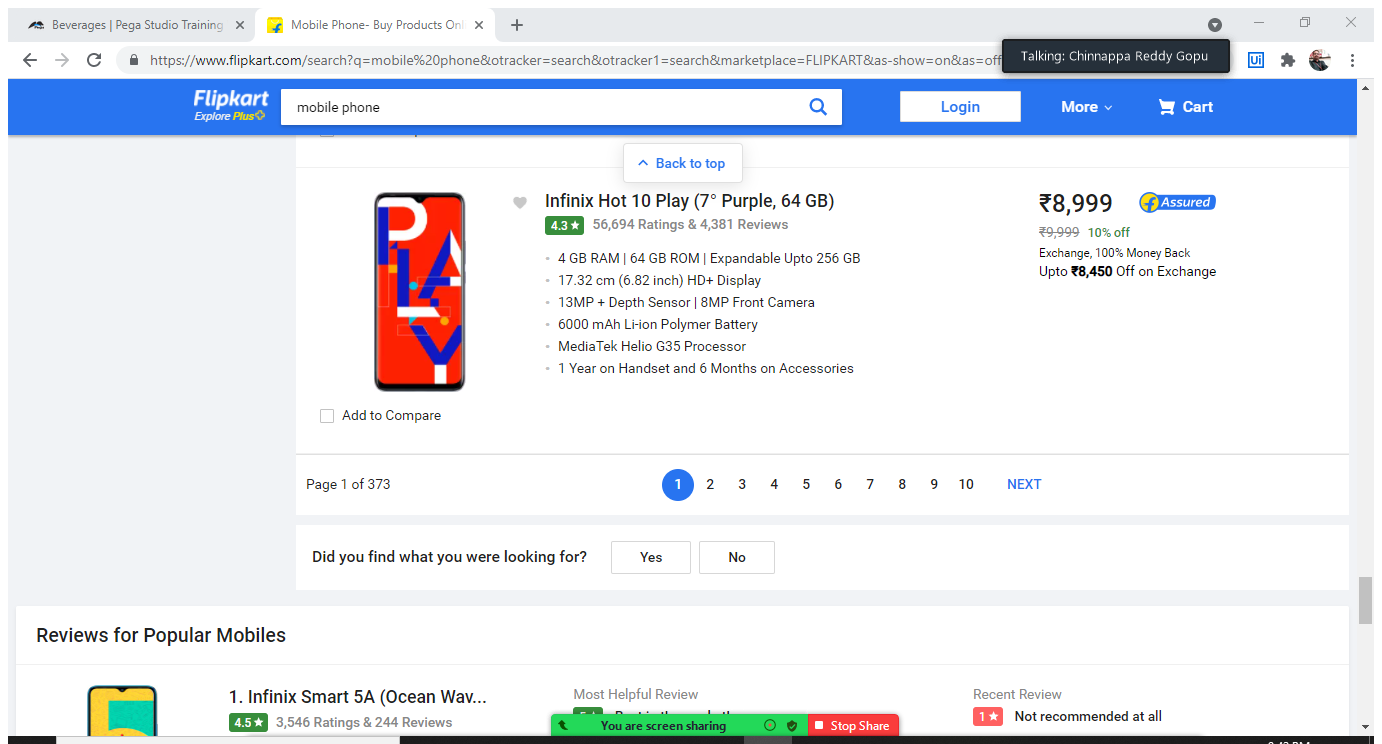 Beverages | Pega Studio Training
Mobile Phone- Buy Products Onl
https://www.flipkart.com/search?q=mobile%20phone&otracker=search&otracker1=search&marketplace=FLIPKART&as-show=on&as=off
Talking: Chinnappa Reddy Gopu
Ui
Flipkart
Explore Plus
mobile phone
Login
More
Cart
Back to top
PLAY
Infinix Hot 10 Play (7° Purple, 64 GB)
4.3★ 56,694 Ratings & 4,381 Reviews
4 GB RAM | 64 GB ROM | Expandable Upto 256 GB
17.32 cm (6.82 inch) HD+ Display
13MP + Depth Sensor | 8MP Front Camera
6000 mAh Li-ion Polymer Battery
MediaTek Helio G35 Processor
1 Year on Handset and 6 Months on Accessories
₹8,999
Assured
₹9,999 10% off
Exchange, 100% Money Back
Upto ₹8,450 Off on Exchange
Add to Compare
Page 1 of 373
1 2 3 4 5 6 7 8 9 10 NEXT
Did you find what you were looking for?
Yes
No
Reviews for Popular Mobiles
1. Infinix Smart 5A (Ocean Wav...
4.5★ 3,546 Ratings & 244 Reviews
Most Helpful Review
Recent Review
1★ Not recommended at all
You are screen sharing
Stop Share